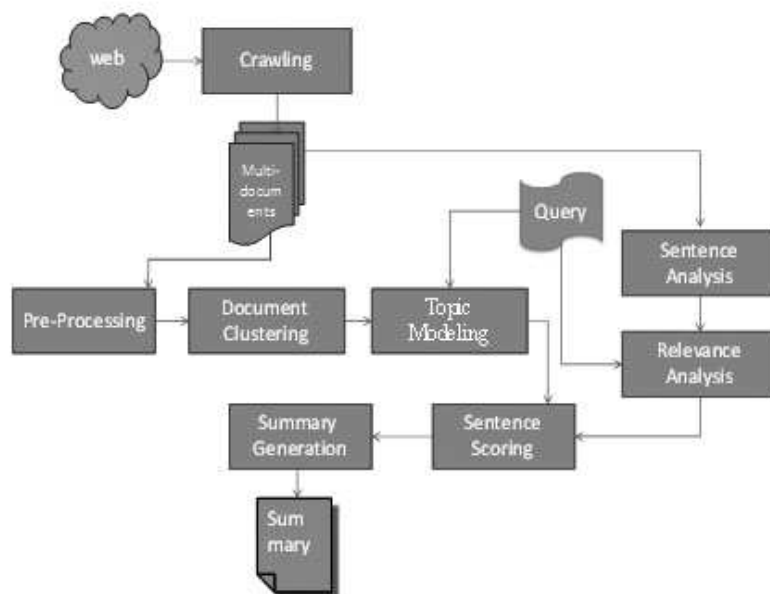 web
Crawling
Multi-
docum
ents
Query
Sentence
Analysis
Pre-Processing
Document
Clustering
Topic
Modeling
Relevance
Analysis
Summary
Generation
Sentence
Scoring
Sum
mary